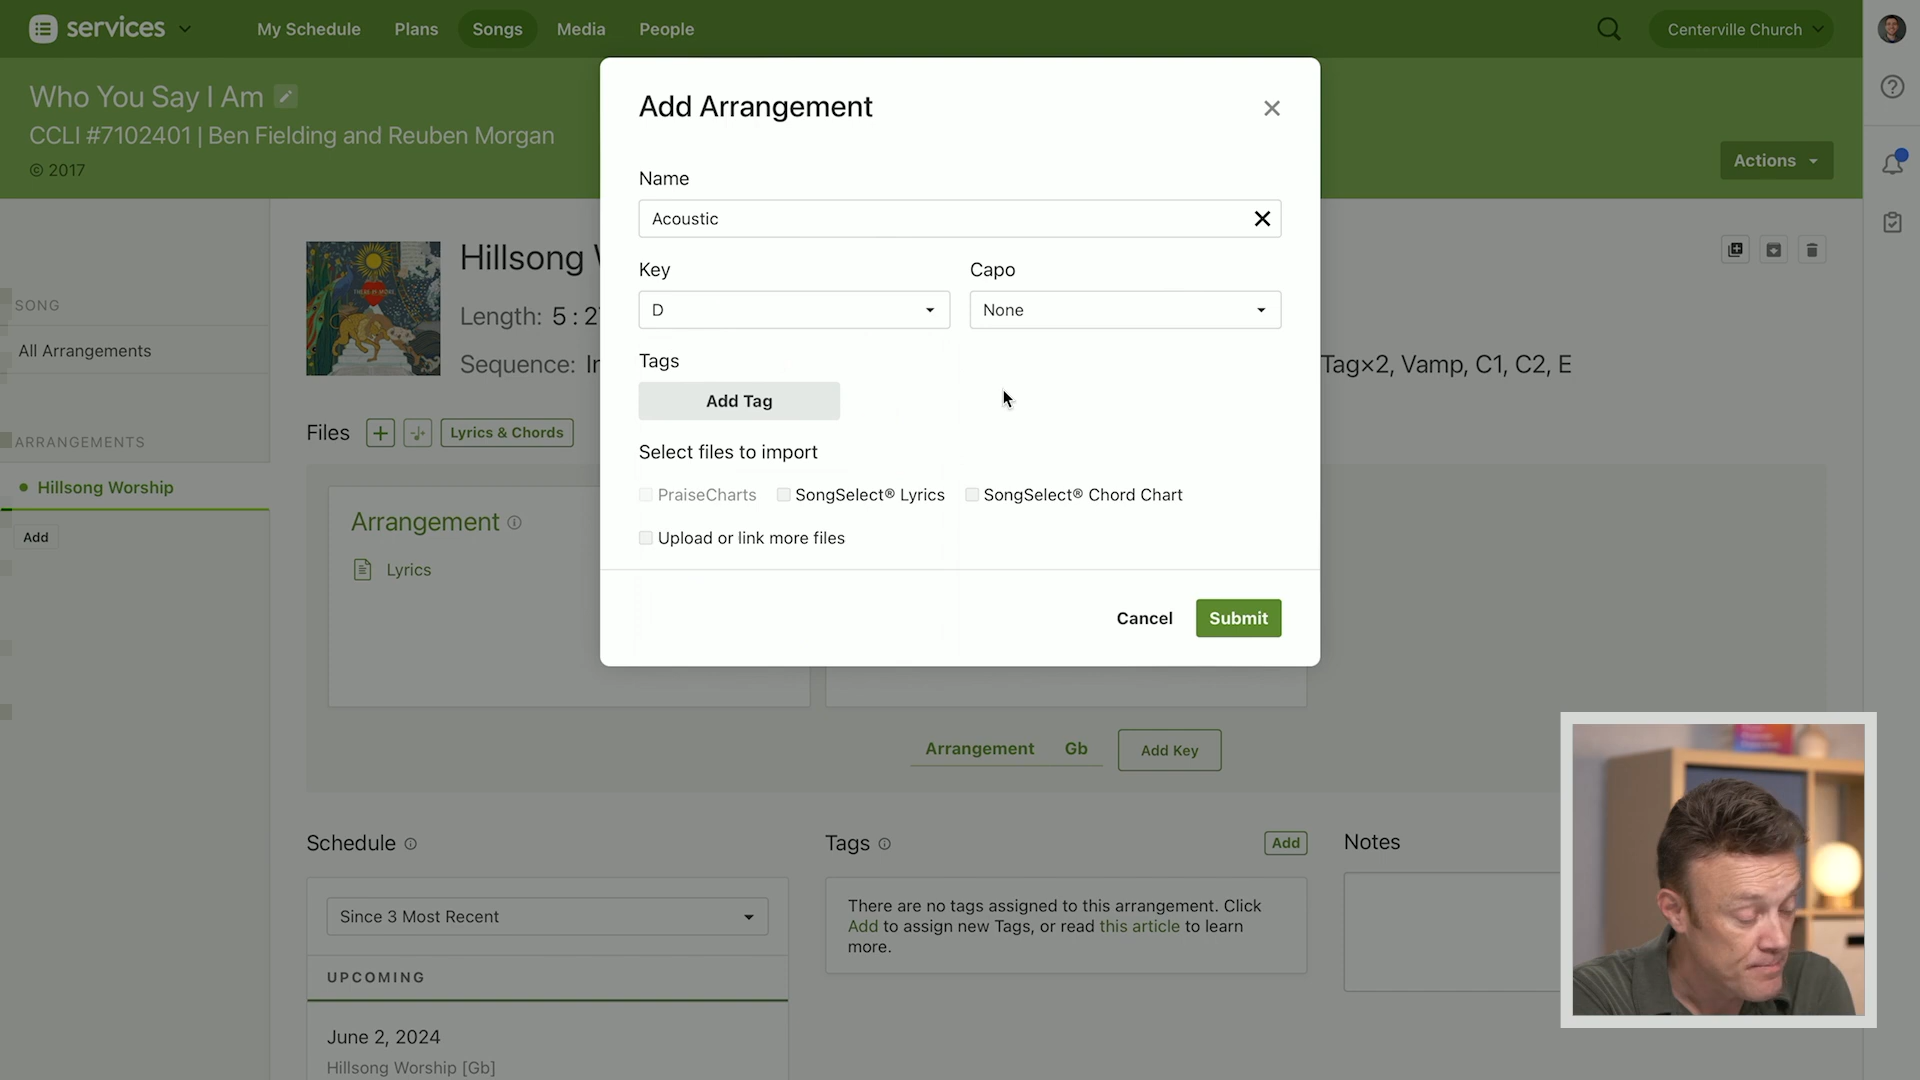 services
My Schedule
Plans
Songs
Media
People
Centerville Church
Who You Say I Am
CCLI #7102401 | Ben Fielding and Reuben Morgan
© 2017
Actions
Add Arrangement
Name
Acoustic
Key
Capo
D
None
Tags
Add Tag
Select files to import
PraiseCharts
SongSelect® Lyrics
SongSelect® Chord Chart
Upload or link more files
Cancel
Submit
SONG
All Arrangements
ARRANGEMENTS
Hillsong Worship
Add
Hillsong
Length: 5 : 2
Sequence:
Tag×2, Vamp, C1, C2, E
Files
Lyrics & Chords
Arrangement
Lyrics
Arrangement
Gb
Add Key
Schedule
Since 3 Most Recent
UPCOMING
June 2, 2024
Hillsong Worship [Gb]
Tags
Add
There are no tags assigned to this arrangement. Click
Add to assign new Tags, or read this article to learn
more.
Notes